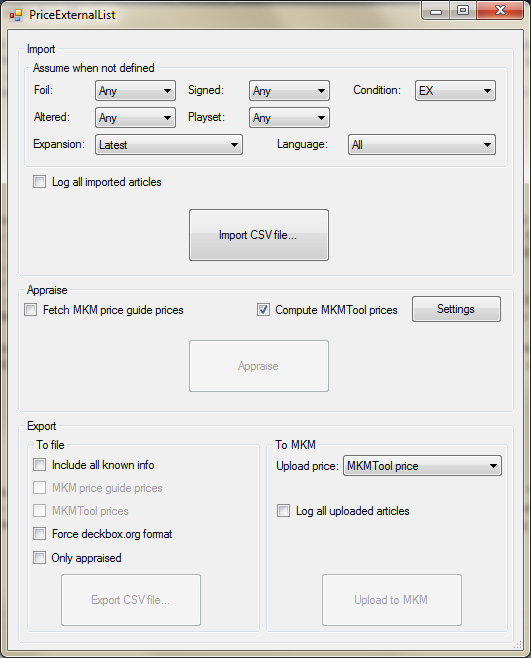 PriceExternalList
Import
Assume when not defined
Foil: Any Signed: Any Condition: EX
Altered: Any Playset: Any
Expansion: Latest Language: All
Log all imported articles
Import CSV file...
Appraise
Fetch MKM price guide prices Compute MKMTool prices Settings
Appraise
Export
To file
Include all known info
MKM price guide prices
MKMTool prices
Force deckbox.org format
Only appraised
Export CSV file...
To MKM
Upload price: MKMTool price
Log all uploaded articles
Upload to MKM